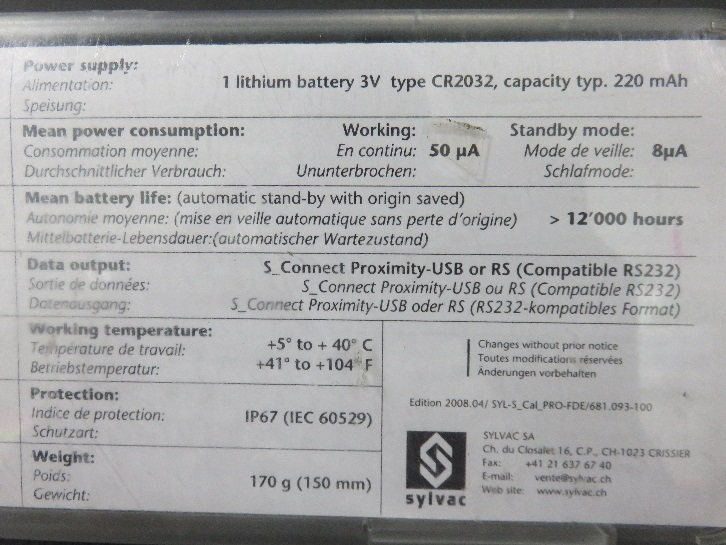 Power supply:
Alimentation: 1 lithium battery 3V type CR2032, capacity typ. 220 mAh
Speisung:
Mean power consumption: Working: Standby mode:
Consommation moyenne: En continu: 50 µA Mode de veille: 8µA
Durchschnittlicher Verbrauch: Ununterbrochen: Schlafmode:
Mean battery life: (automatic stand-by with origin saved)
Autonomie moyenne: (mise en veille automatique sans perte d'origine) > 12'000 hours
Mittelbatterie-Lebensdauer:(automatischer Wartezustand)
Data output: S_Connect Proximity-USB or RS (Compatible RS232)
Sortie de données: S_Connect Proximity-USB ou RS (Compatible RS232)
Datenausgang: S_Connect Proximity-USB oder RS (RS232-kompatibles Format)
Working temperature:
Température de travail: +5° to + 40° C
Betriebstemperatur: +41° to +104° F
Protection:
Indice de protection: IP67 (IEC 60529)
Schutzart:
Weight:
Poids: 170 g (150 mm)
Gewicht:
Changes without prior notice
Toutes modifications réservées
Änderungen vorbehalten
Edition 2008.04/ SYL-S_Cal_PRO-FDE/681.093-100
sylvac
SYLVAC SA
Ch. du Closalet 16, C.P., CH-1023 CRISSIER
Fax: +41 21 637 67 40
E-mail: vente@sylvac.ch
Web site: www.sylvac.ch